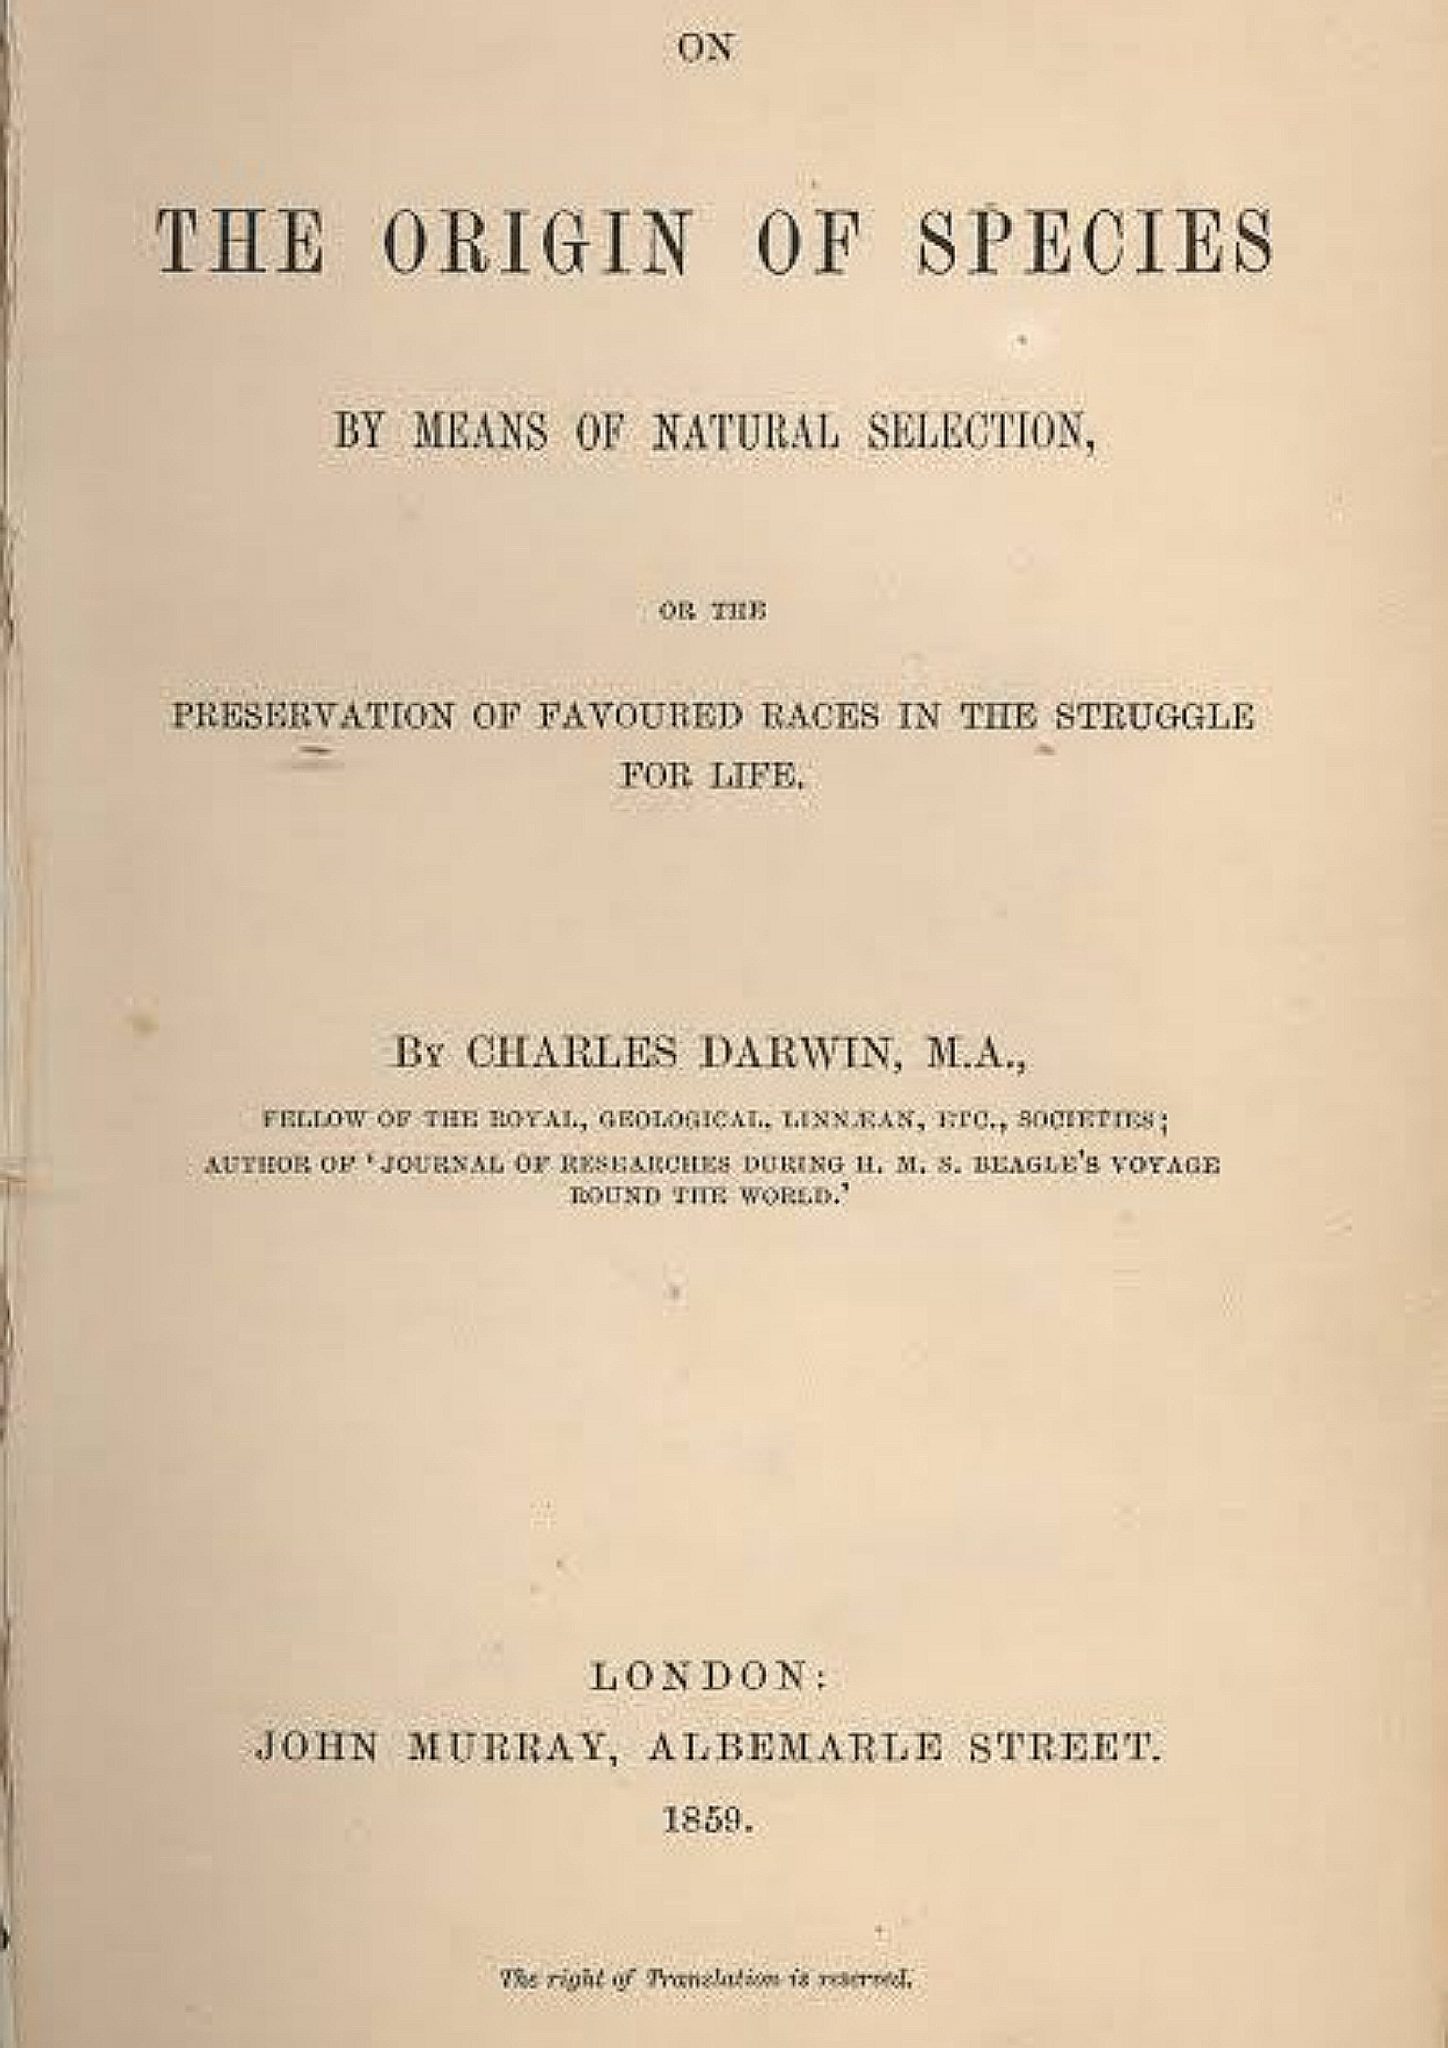 ON
THE ORIGIN OF SPECIES
BY MEANS OF NATURAL SELECTION,
OR THE
PRESERVATION OF FAVOURED RACES IN THE STRUGGLE
FOR LIFE.
By CHARLES DARWIN, M.A.,
FELLOW OF THE ROYAL, GEOLOGICAL, LINNÆAN, ETC., SOCIETIES;
AUTHOR OF 'JOURNAL OF RESEARCHES DURING H. M. S. BEAGLE'S VOYAGE
ROUND THE WORLD.'
LONDON:
JOHN MURRAY, ALBEMARLE STREET.
1859.
The right of Translation is reserved.